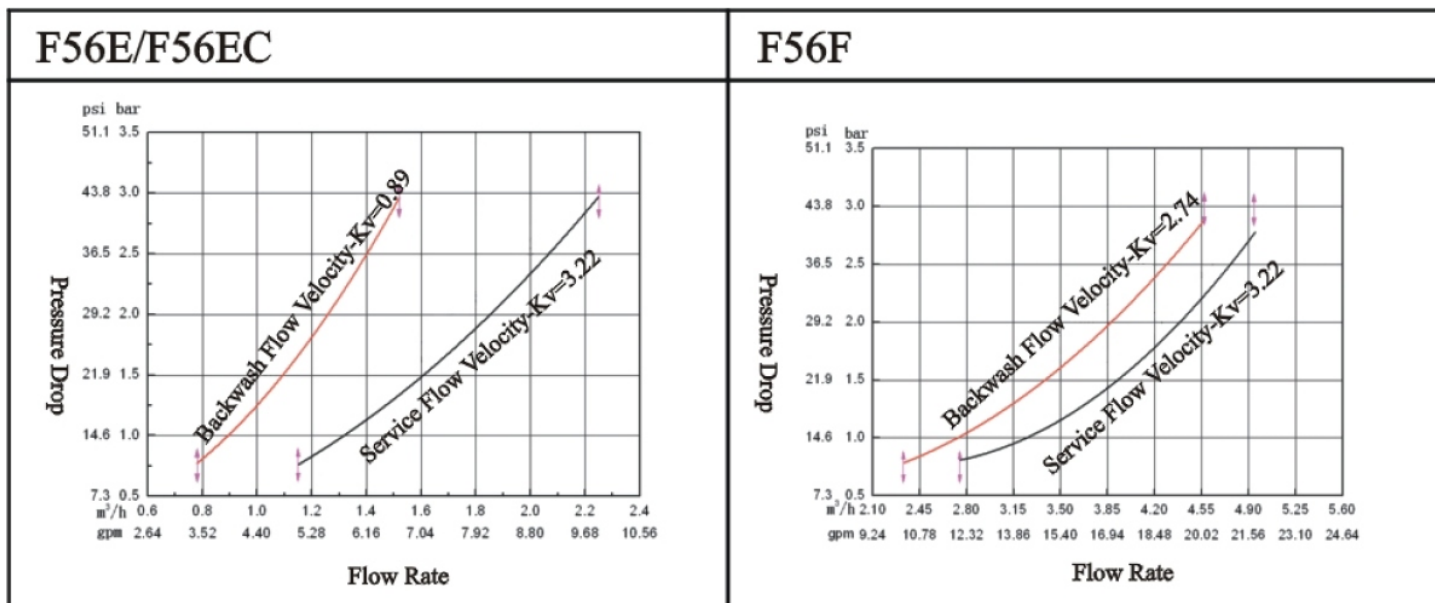 F56E/F56EC
psi bar
51.1 3.5
43.8 3.0
36.5 2.5
29.2 2.0
21.9 1.5
14.6 1.0
7.3 0.5
Pressure Drop
Backwash Flow Velocity-Kv=0.89
Service Flow Velocity-Kv=3.22
m³/h 0.6 0.8 1.0 1.2 1.4 1.6 1.8 2.0 2.2 2.4
gpm 2.64 3.52 4.40 5.28 6.16 7.04 7.92 8.80 9.68 10.56
Flow Rate
F56F
psi bar
51.1 3.5
43.8 3.0
36.5 2.5
29.2 2.0
21.9 1.5
14.6 1.0
7.3 0.5
Pressure Drop
Backwash Flow Velocity-Kv=2.74
Service Flow Velocity-Kv=3.22
m³/h 2.10 2.45 2.80 3.15 3.50 3.85 4.20 4.55 4.90 5.25 5.60
gpm 9.24 10.78 12.32 13.86 15.40 16.94 18.48 20.02 21.56 23.10 24.64
Flow Rate